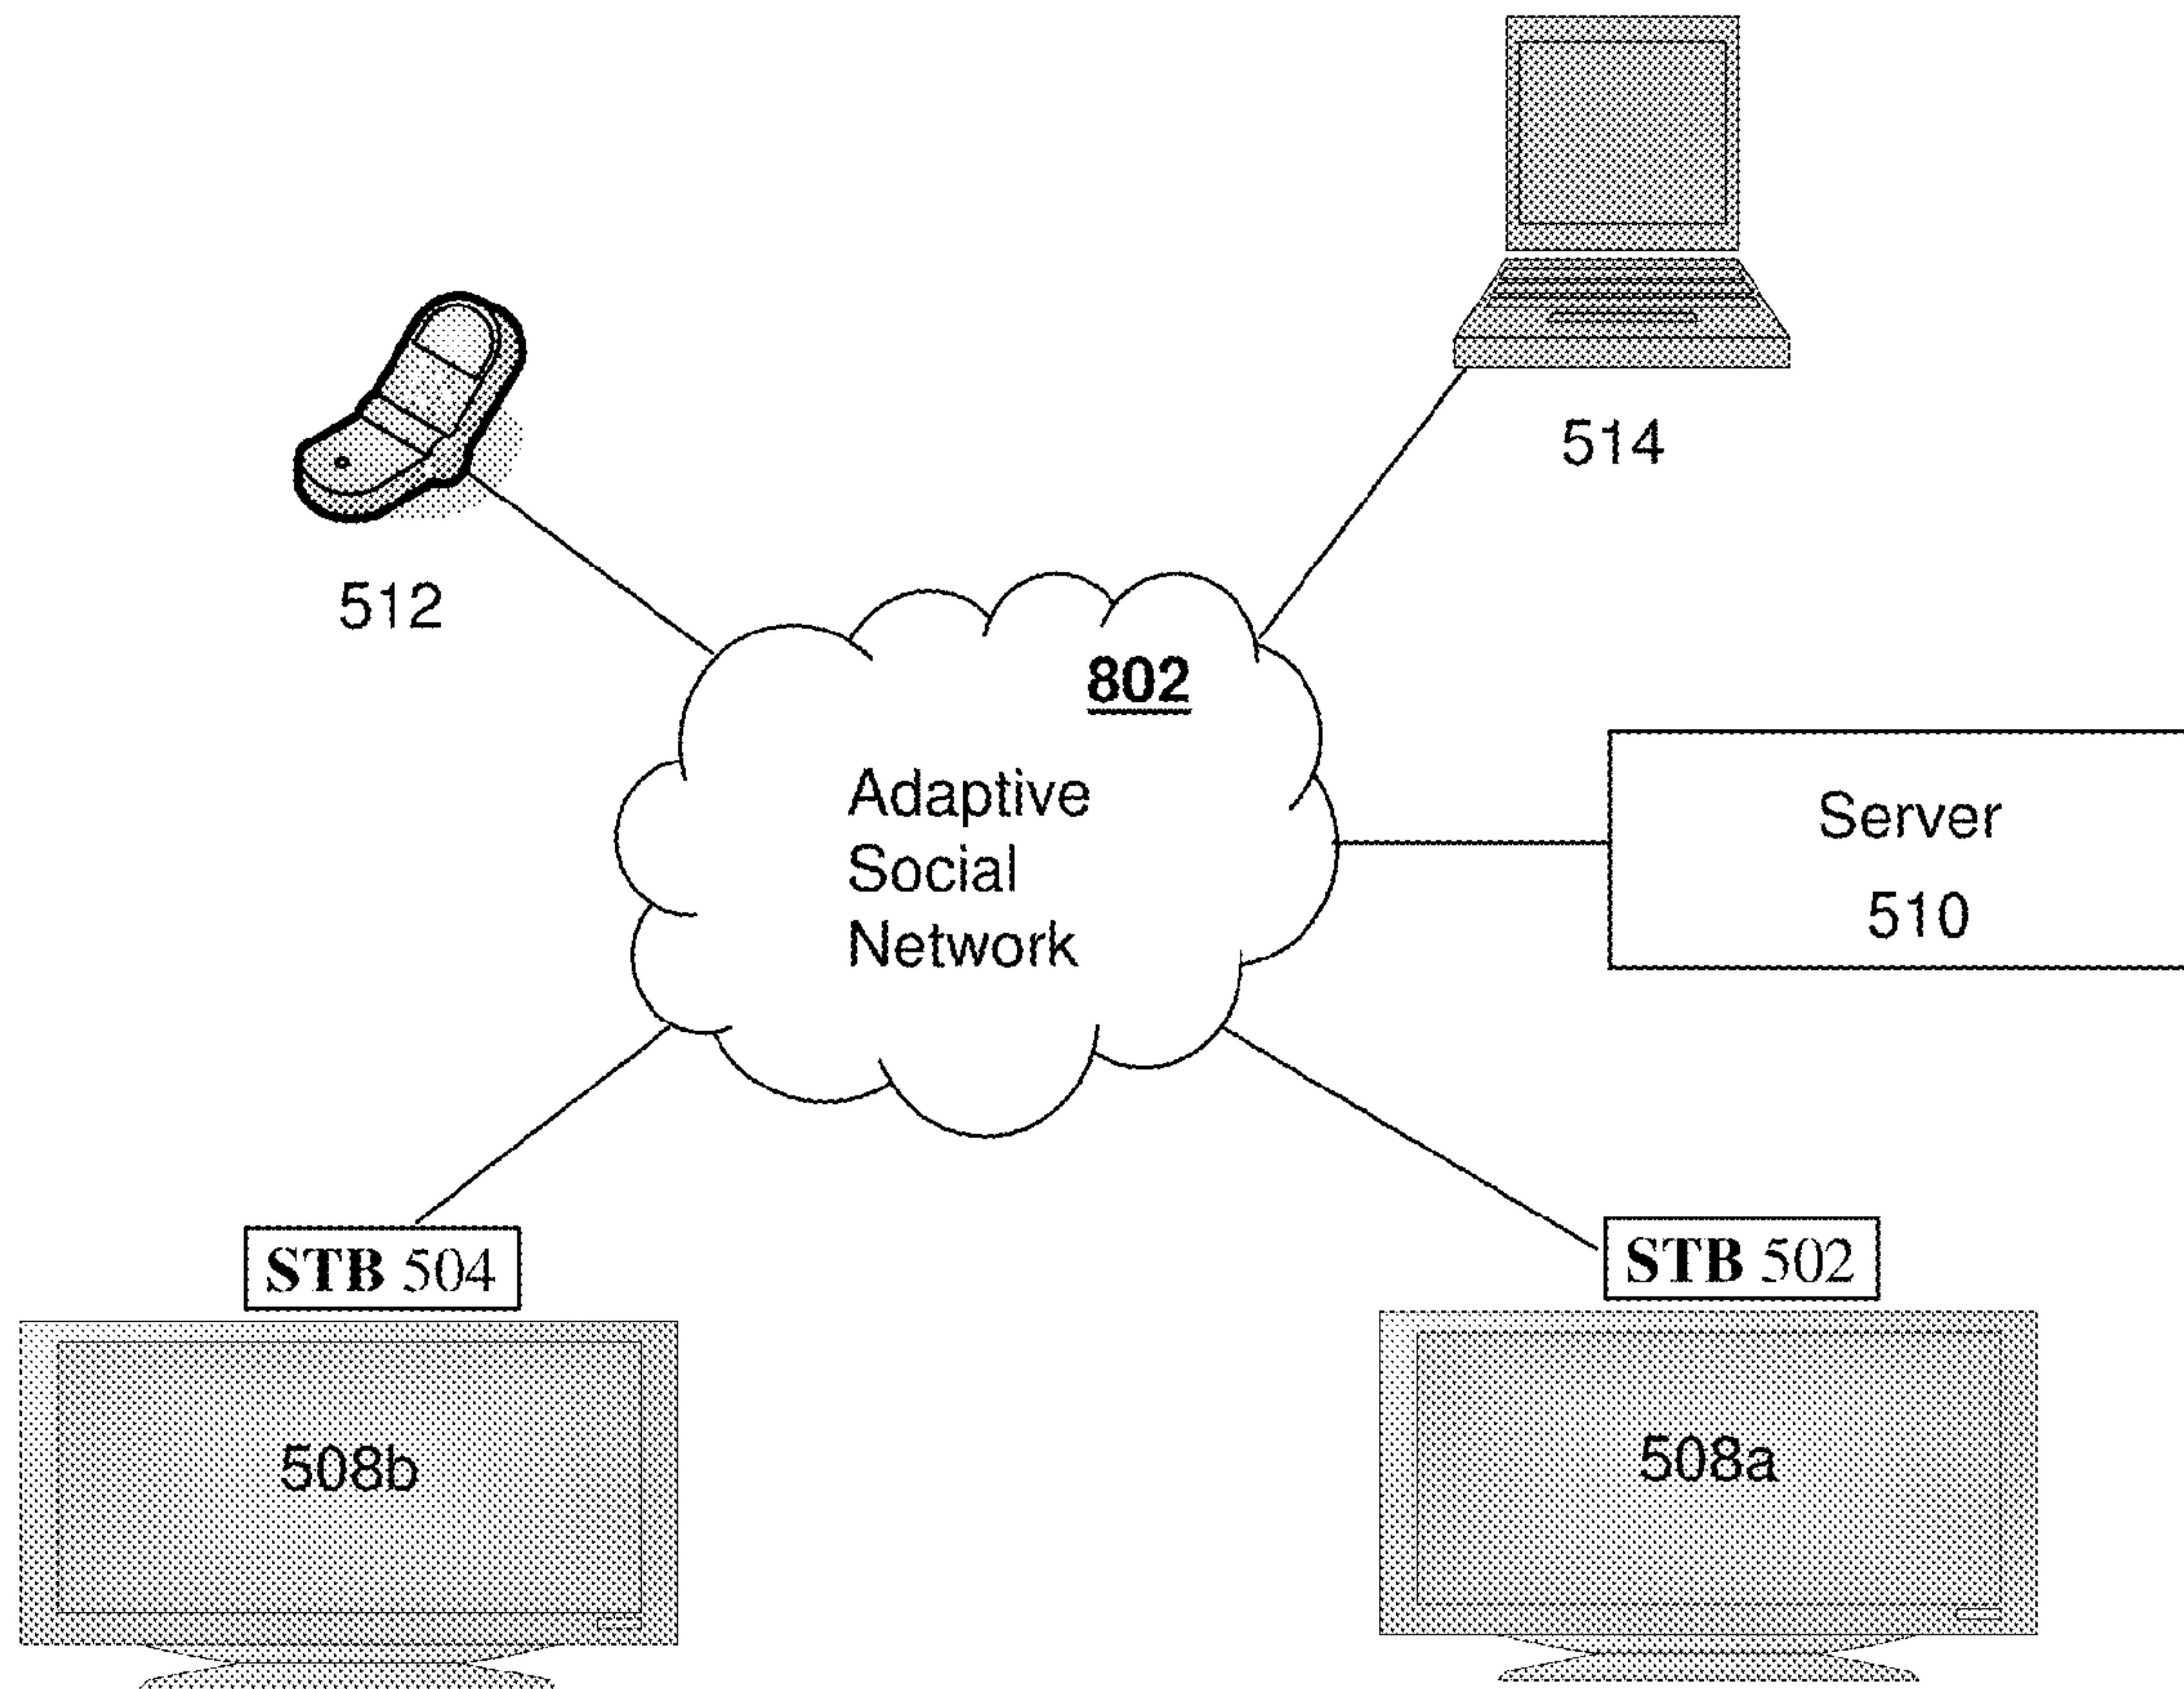 514
512
802
Adaptive
Social
Network
Server
510
STB 504
STB 502
508b
508a